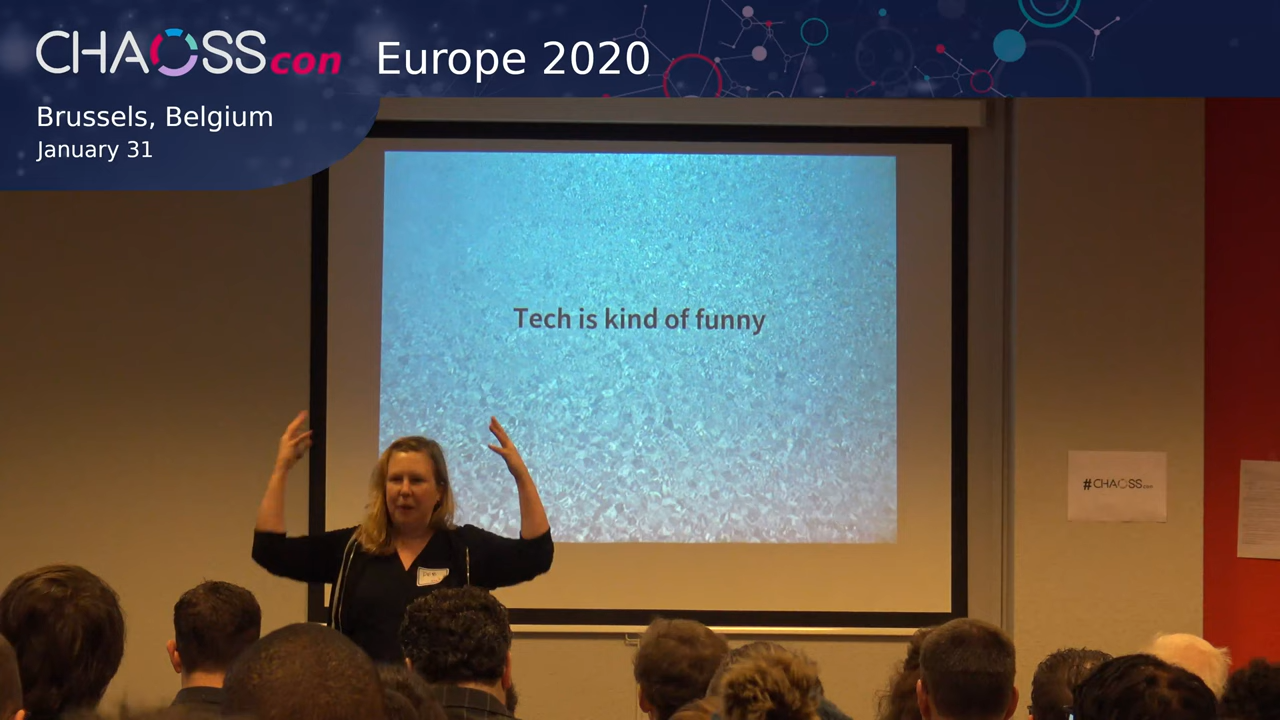 CHAOSScon Europe 2020
Brussels, Belgium
January 31
Tech is kind of funny
#CHAOSScon